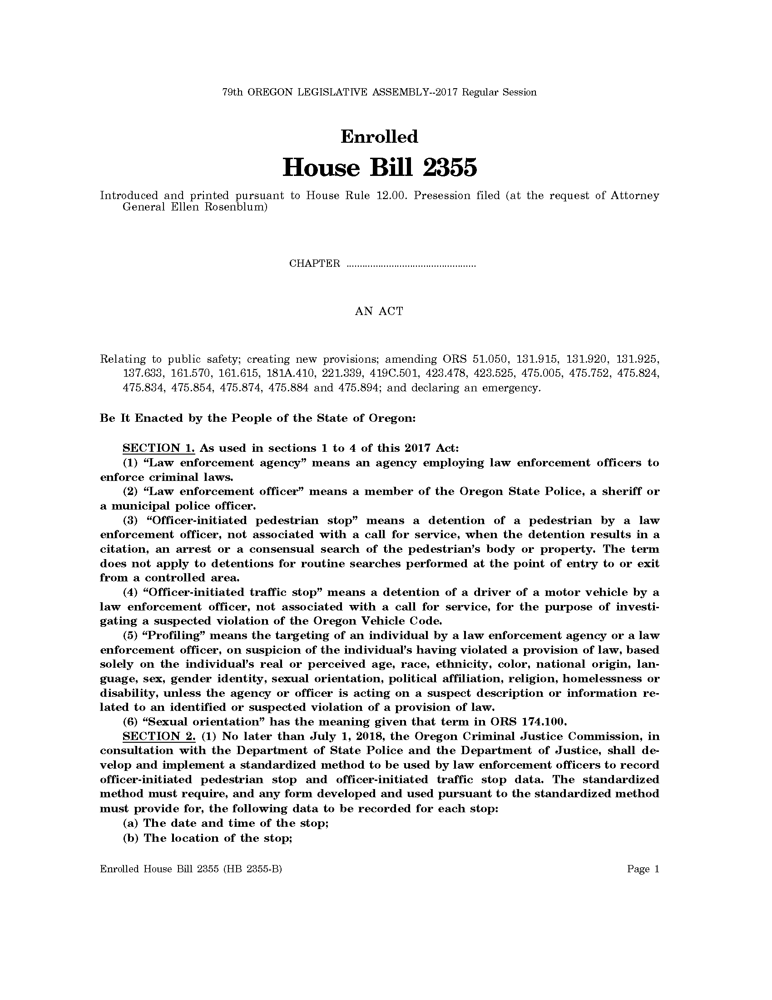 79th OREGON LEGISLATIVE ASSEMBLY--2017 Regular Session
Enrolled
House Bill 2355
Introduced and printed pursuant to House Rule 12.00. Presession filed (at the request of Attorney
General Ellen Rosenblum)
CHAPTER .................................................
AN ACT
Relating to public safety; creating new provisions; amending ORS 51.050, 131.915, 131.920, 131.925,
137.633, 161.570, 161.615, 181A.410, 221.339, 419C.501, 423.478, 423.525, 475.005, 475.752, 475.824,
475.834, 475.854, 475.874, 475.884 and 475.894; and declaring an emergency.
Be It Enacted by the People of the State of Oregon:
SECTION 1. As used in sections 1 to 4 of this 2017 Act:
(1) “Law enforcement agency” means an agency employing law enforcement officers to
enforce criminal laws.
(2) “Law enforcement officer” means a member of the Oregon State Police, a sheriff or
a municipal police officer.
(3) “Officer-initiated pedestrian stop” means a detention of a pedestrian by a law
enforcement officer, not associated with a call for service, when the detention results in a
citation, an arrest or a consensual search of the pedestrian’s body or property. The term
does not apply to detentions for routine searches performed at the point of entry to or exit
from a controlled area.
(4) “Officer-initiated traffic stop” means a detention of a driver of a motor vehicle by a
law enforcement officer, not associated with a call for service, for the purpose of investi-
gating a suspected violation of the Oregon Vehicle Code.
(5) “Profiling” means the targeting of an individual by a law enforcement agency or a law
enforcement officer, on suspicion of the individual’s having violated a provision of law, based
solely on the individual’s real or perceived age, race, ethnicity, color, national origin, lan-
guage, sex, gender identity, sexual orientation, political affiliation, religion, homelessness or
disability, unless the agency or officer is acting on a suspect description or information re-
lated to an identified or suspected violation of a provision of law.
(6) “Sexual orientation” has the meaning given that term in ORS 174.100.
SECTION 2. (1) No later than July 1, 2018, the Oregon Criminal Justice Commission, in
consultation with the Department of State Police and the Department of Justice, shall de-
velop and implement a standardized method to be used by law enforcement officers to record
officer-initiated pedestrian stop and officer-initiated traffic stop data. The standardized
method must require, and any form developed and used pursuant to the standardized method
must provide for, the following data to be recorded for each stop:
(a) The date and time of the stop;
(b) The location of the stop;
Enrolled House Bill 2355 (HB 2355-B)
Page 1